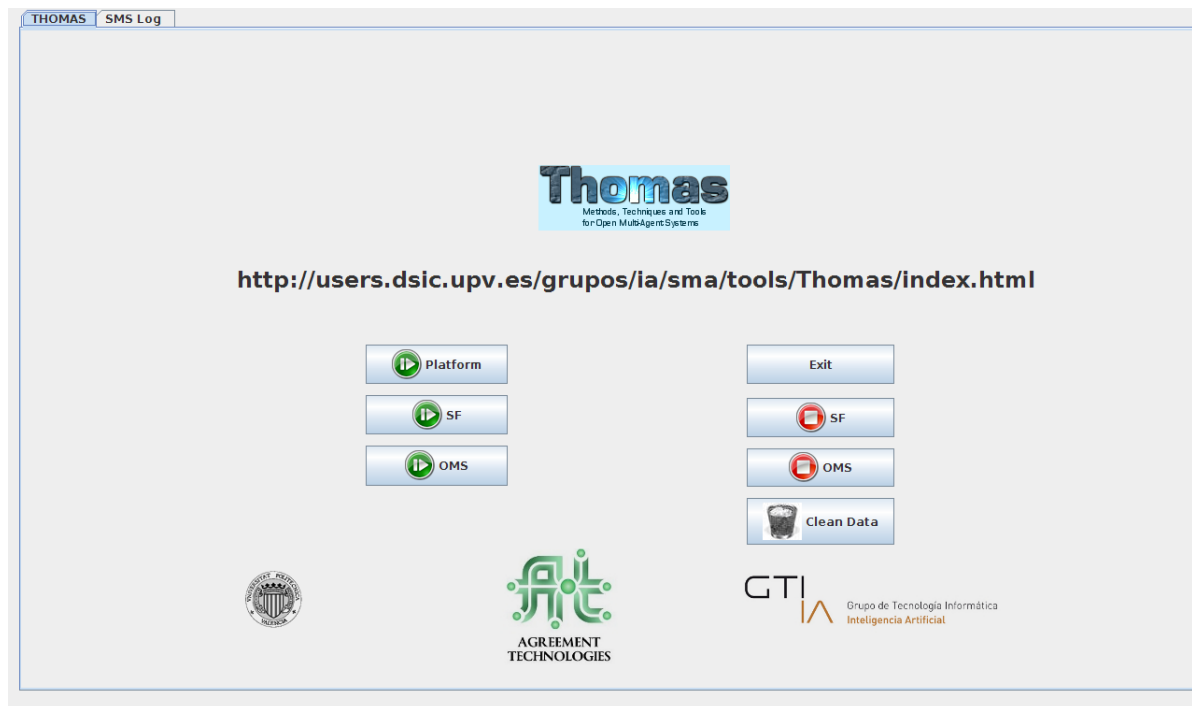 THOMAS SMS Log
Thomas
Methods, Techniques and Tools
for Open Multi-Agent Systems
http://users.dsic.upv.es/grupos/ia/sma/tools/Thomas/index.html
Platform
SF
OMS
Exit
SF
OMS
Clean Data
AGREEMENT
TECHNOLOGIES
GTI
IA
Grupo de Tecnología Informática
Inteligencia Artificial